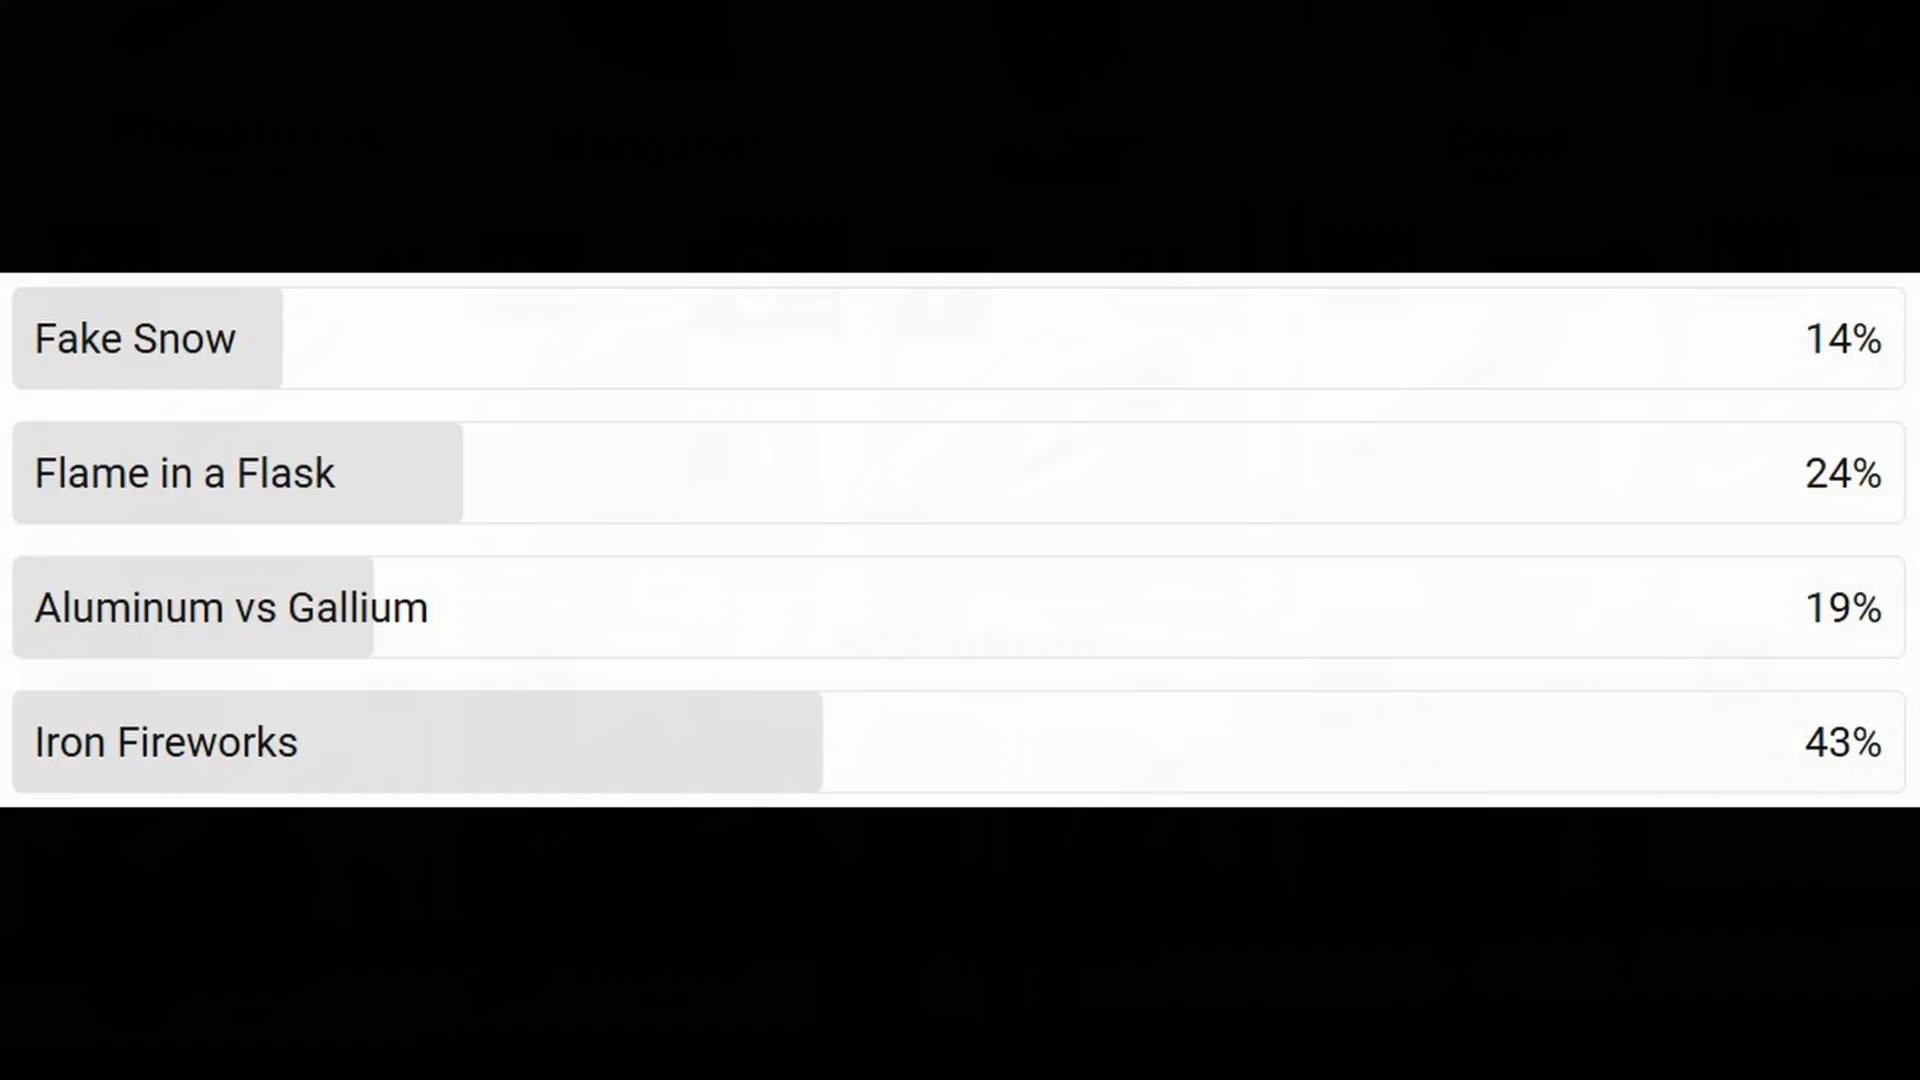 Fake Snow 14%
Flame in a Flask 24%
Aluminum vs Gallium 19%
Iron Fireworks 43%